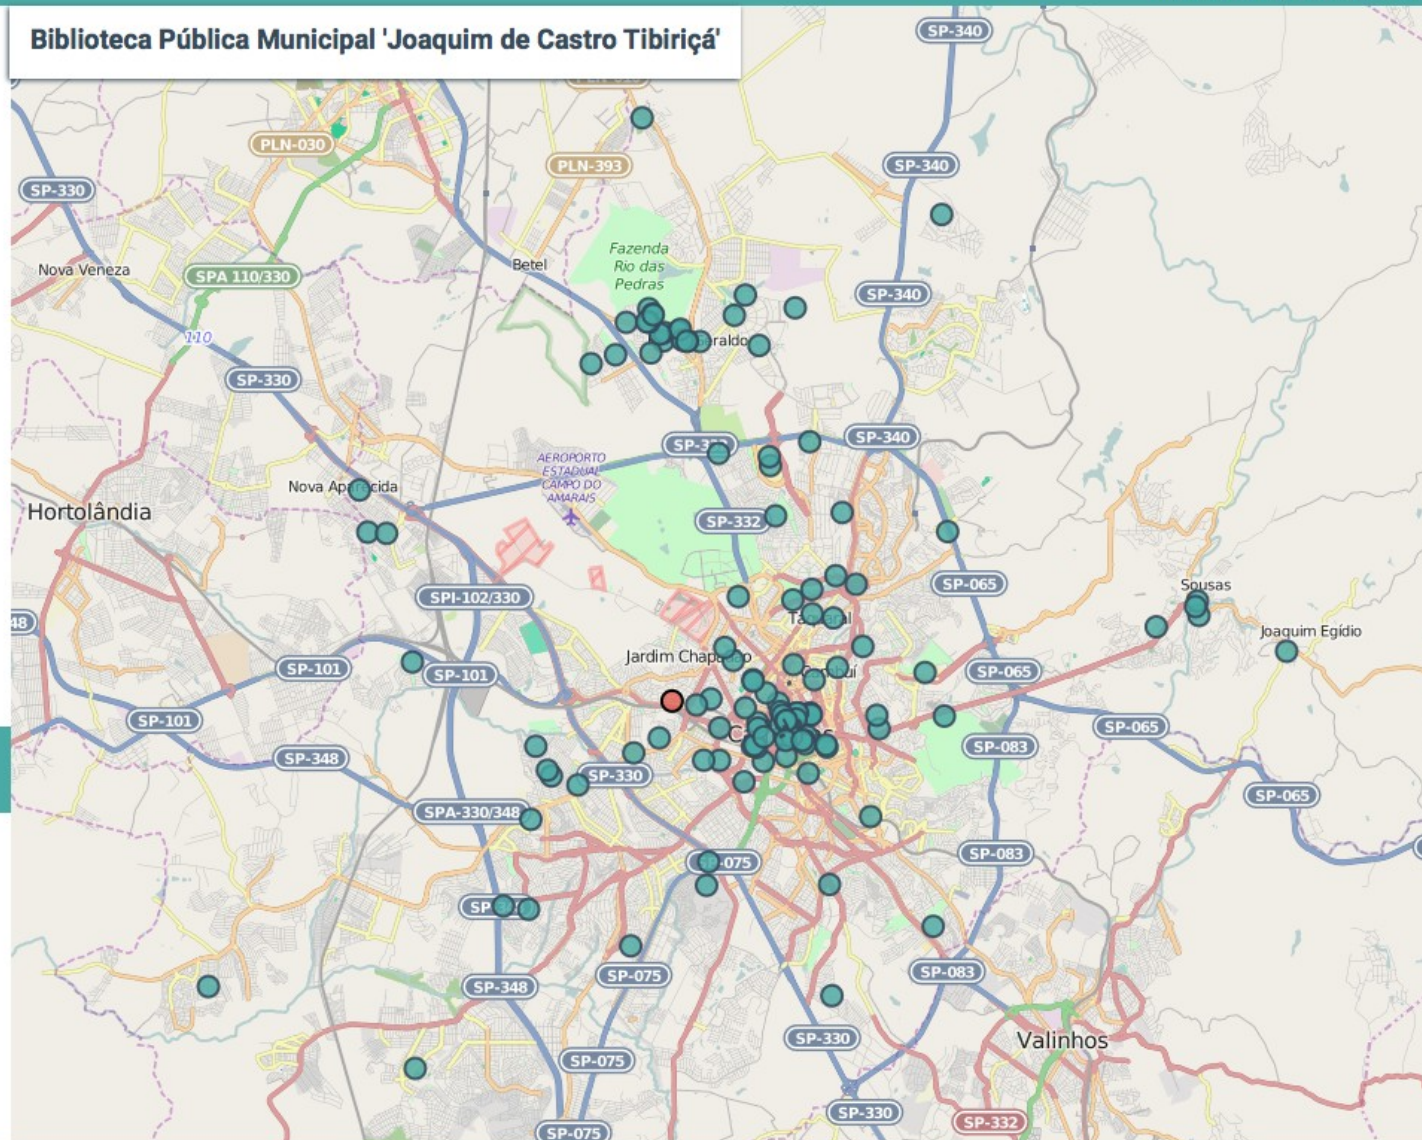 Biblioteca Pública Municipal 'Joaquim de Castro Tibiriçá'
SP-340
PLN-030
PLN-393
SP-340
SP-330
Nova Veneza
SPA 110/330
Betel
Fazenda
Rio das
Pedras
SP-340
110
SP-330
SP-340
AEROPORTO
ESTADUAL
CAMPO DO
AMARAIS
Nova Aparecida
Hortolândia
SP-332
SP-065
SPI-102/330
Sousas
48
Joaquim Egídio
Jardim Chapadão
SP-101
SP-101
SP-065
SP-101
SP-065
SP-348
SP-083
SP-330
SP-065
SPA-330/348
SP-083
SP-075
SP-075
SP-083
SP-348
SP-330
Valinhos
SP-075
SP-330
SP-332
SP-075